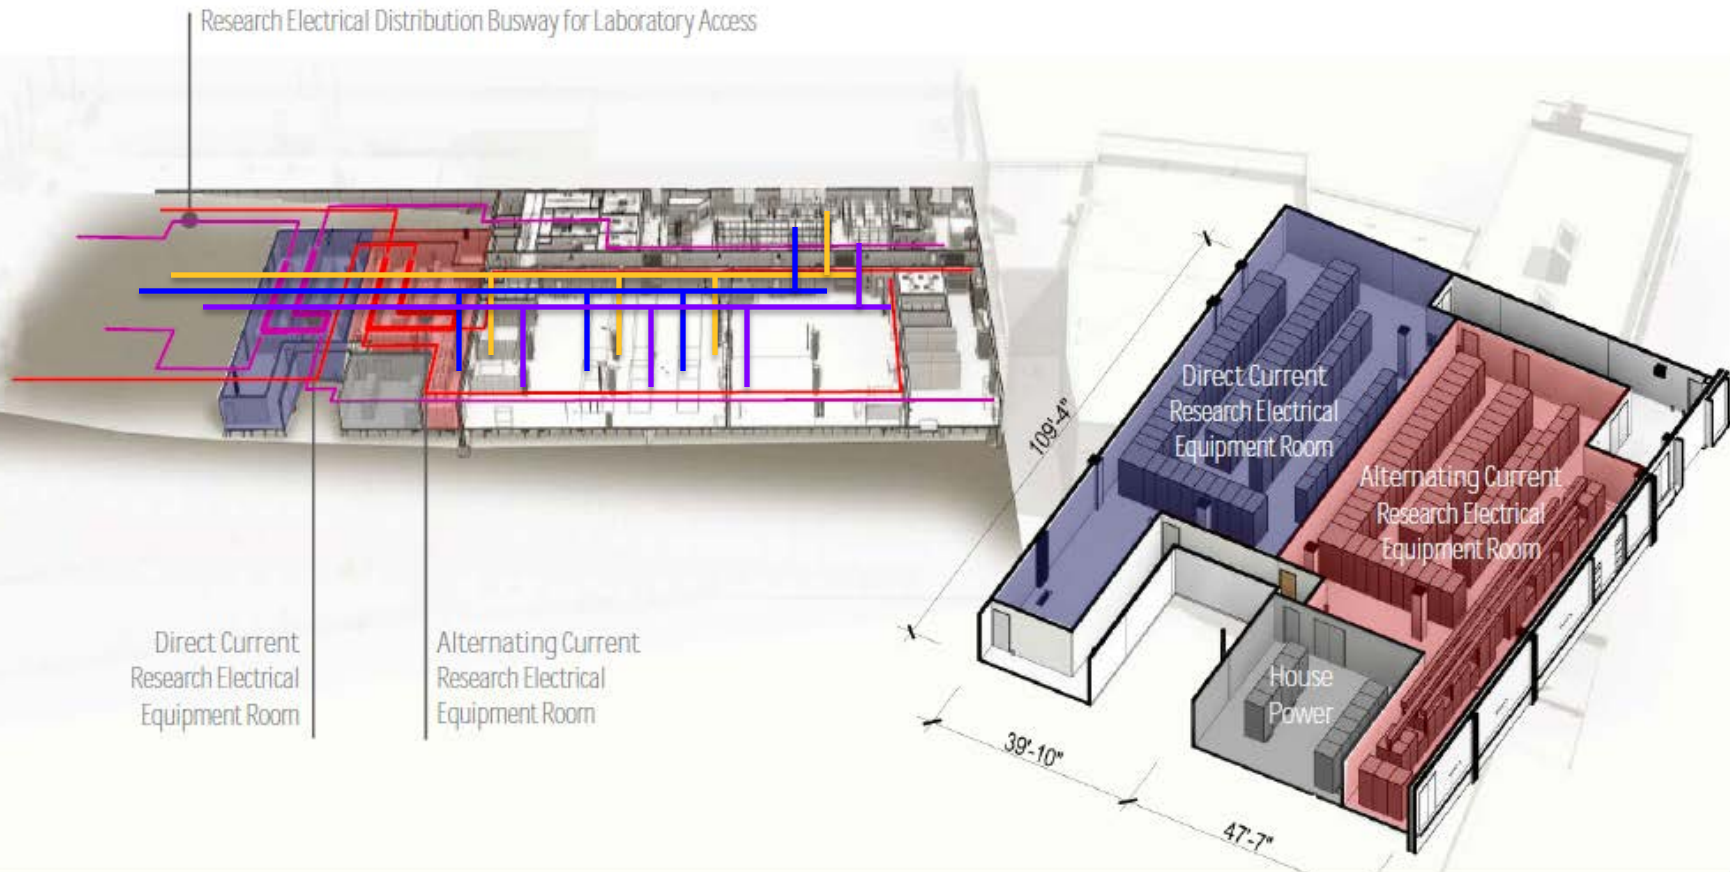 Research Electrical Distribution Busway for Laboratory Access
Direct Current
Research Electrical
Equipment Room
Alternating Current
Research Electrical
Equipment Room
109'-4"
Direct Current
Research Electrical
Equipment Room
Alternating Current
Research Electrical
Equipment Room
House
Power
39'-10"
47'-7"